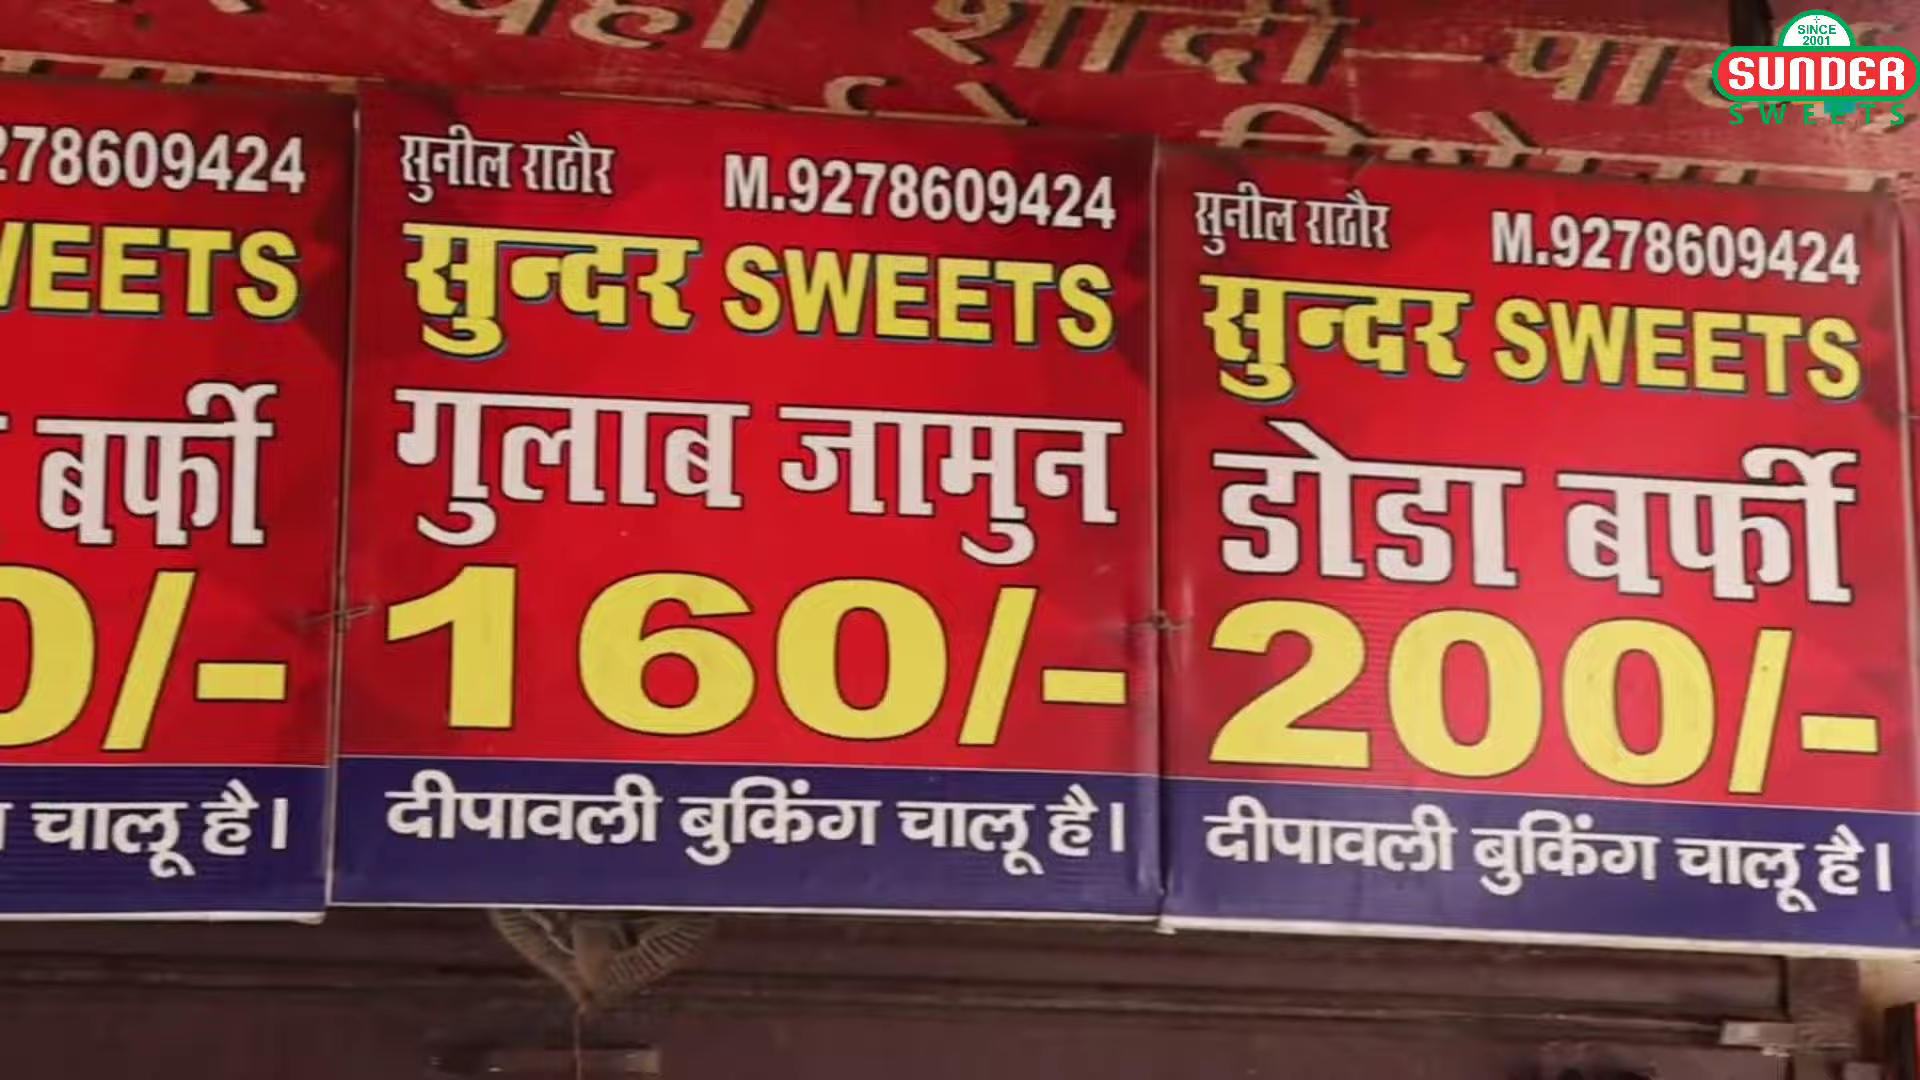 यहाँ शादी-पा
SINCE
2001
SUNDER
SWEETS
278609424
WEETS
बर्फी
0/-
चालू है।
सुनील राठौर M.9278609424
सुन्दर SWEETS
गुलाब जामुन
160/-
दीपावली बुकिंग चालू है।
सुनील राठौर M.9278609424
सुन्दर SWEETS
डोडा बर्फी
200/-
दीपावली बुकिंग चालू है।